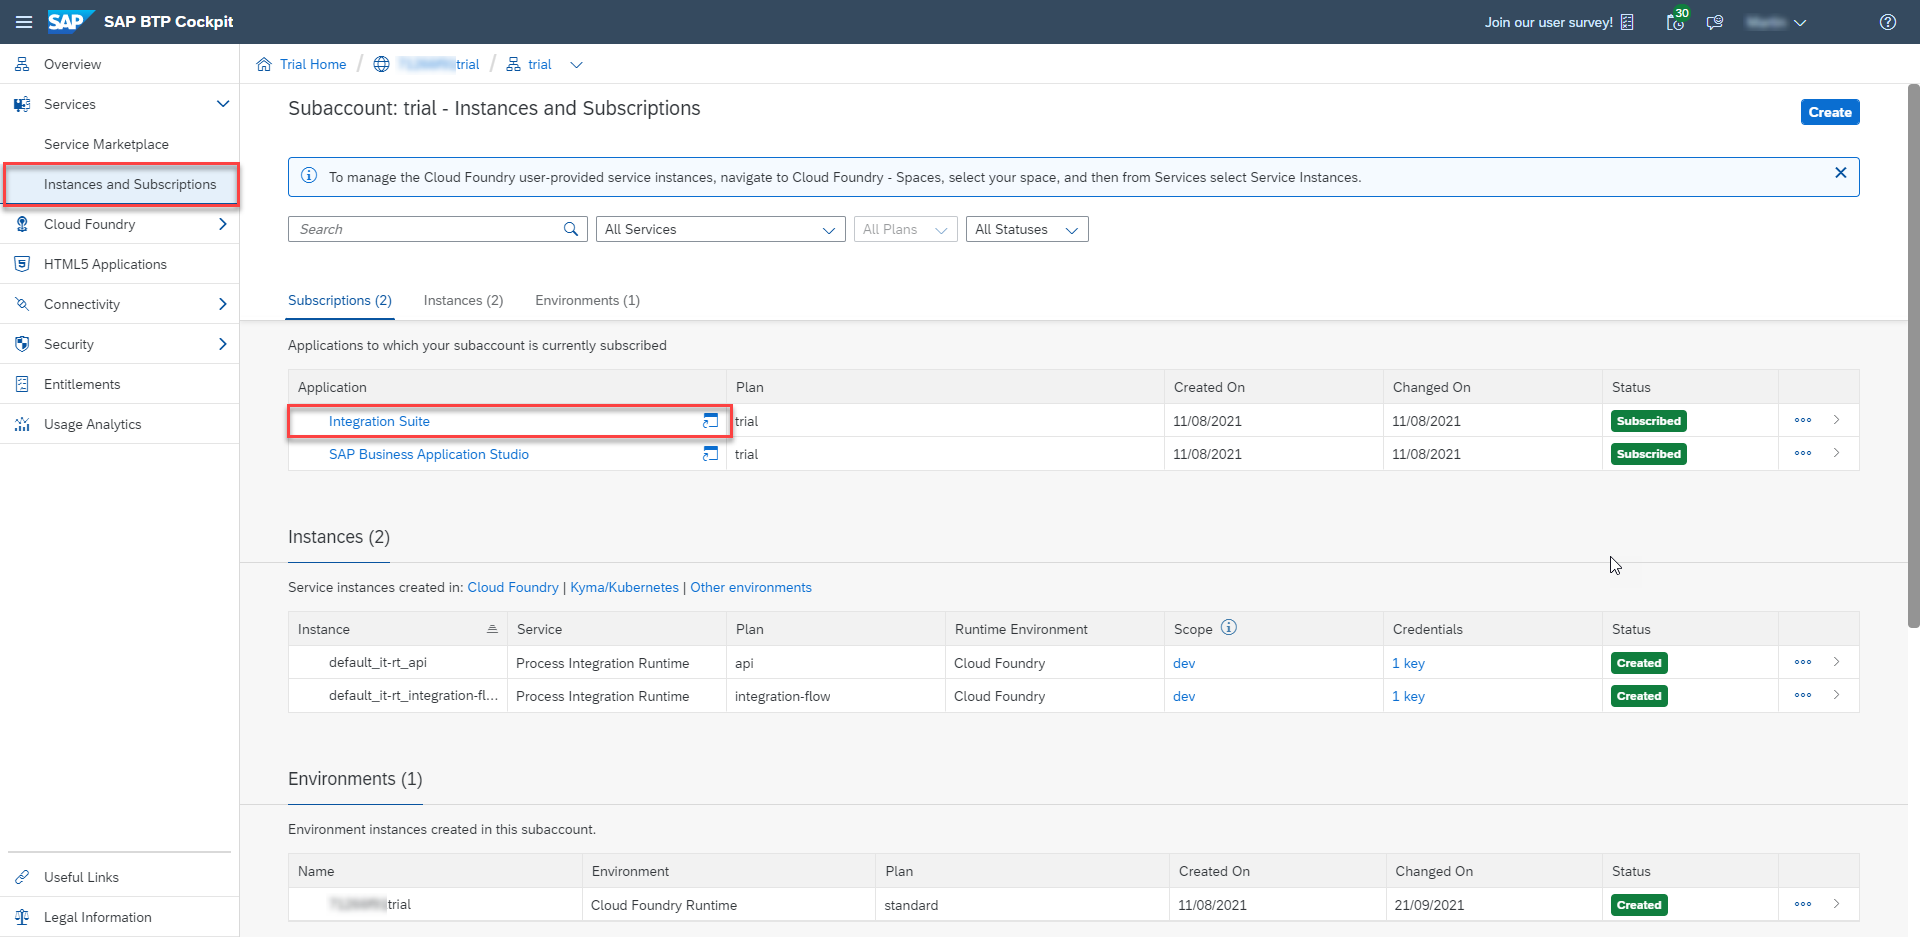 SAP SAP BTP Cockpit
Join our user survey! 30
Overview
Services
Service Marketplace
Instances and Subscriptions
Cloud Foundry
HTML5 Applications
Connectivity
Security
Entitlements
Usage Analytics
Useful Links
Legal Information
Trial Home / trial / trial
Subaccount: trial - Instances and Subscriptions
Create
To manage the Cloud Foundry user-provided service instances, navigate to Cloud Foundry - Spaces, select your space, and then from Services select Service Instances.
Search All Services All Plans All Statuses
Subscriptions (2) Instances (2) Environments (1)
Applications to which your subaccount is currently subscribed
Application Plan Created On Changed On Status
Integration Suite trial 11/08/2021 11/08/2021 Subscribed
SAP Business Application Studio trial 11/08/2021 11/08/2021 Subscribed
Instances (2)
Service instances created in: Cloud Foundry | Kyma/Kubernetes | Other environments
Instance Service Plan Runtime Environment Scope Credentials Status
default_it-rt_api Process Integration Runtime api Cloud Foundry dev 1 key Created
default_it-rt_integration-fl... Process Integration Runtime integration-flow Cloud Foundry dev 1 key Created
Environments (1)
Environment instances created in this subaccount.
Name Environment Plan Created On Changed On Status
trial Cloud Foundry Runtime standard 11/08/2021 21/09/2021 Created